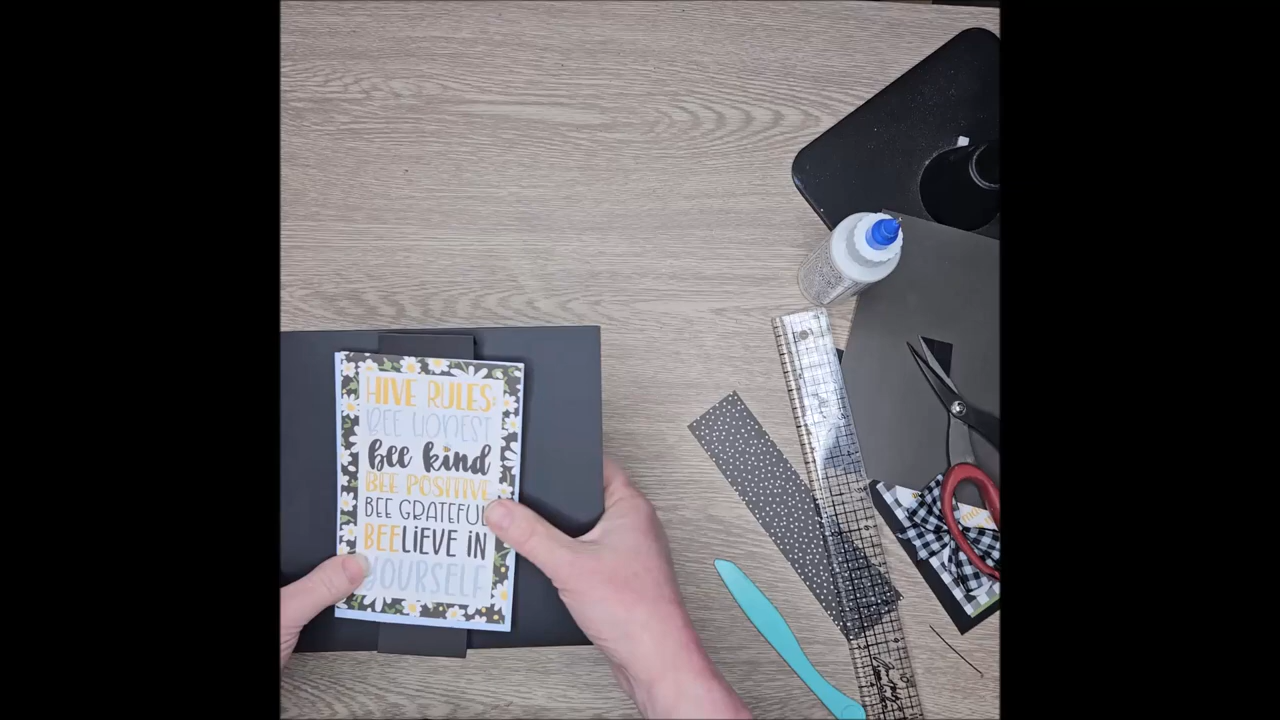 HIVE RULES:
BEE HONEST
bee kind
BEE POSITIVE
BEE GRATEFUL
BEELIEVE IN
YOURSELF